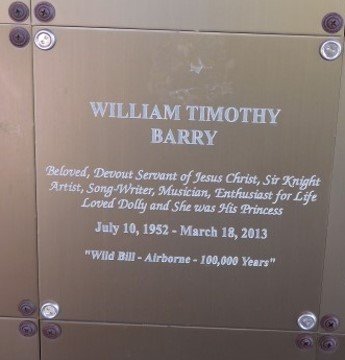 WILLIAM TIMOTHY
BARRY
Beloved, Devout Servant of Jesus Christ, Sir Knight
Artist, Song-Writer, Musician, Enthusiast for Life
Loved Dolly and She was His Princess
July 10, 1952 - March 18, 2013
"Wild Bill - Airborne - 100,000 Years"